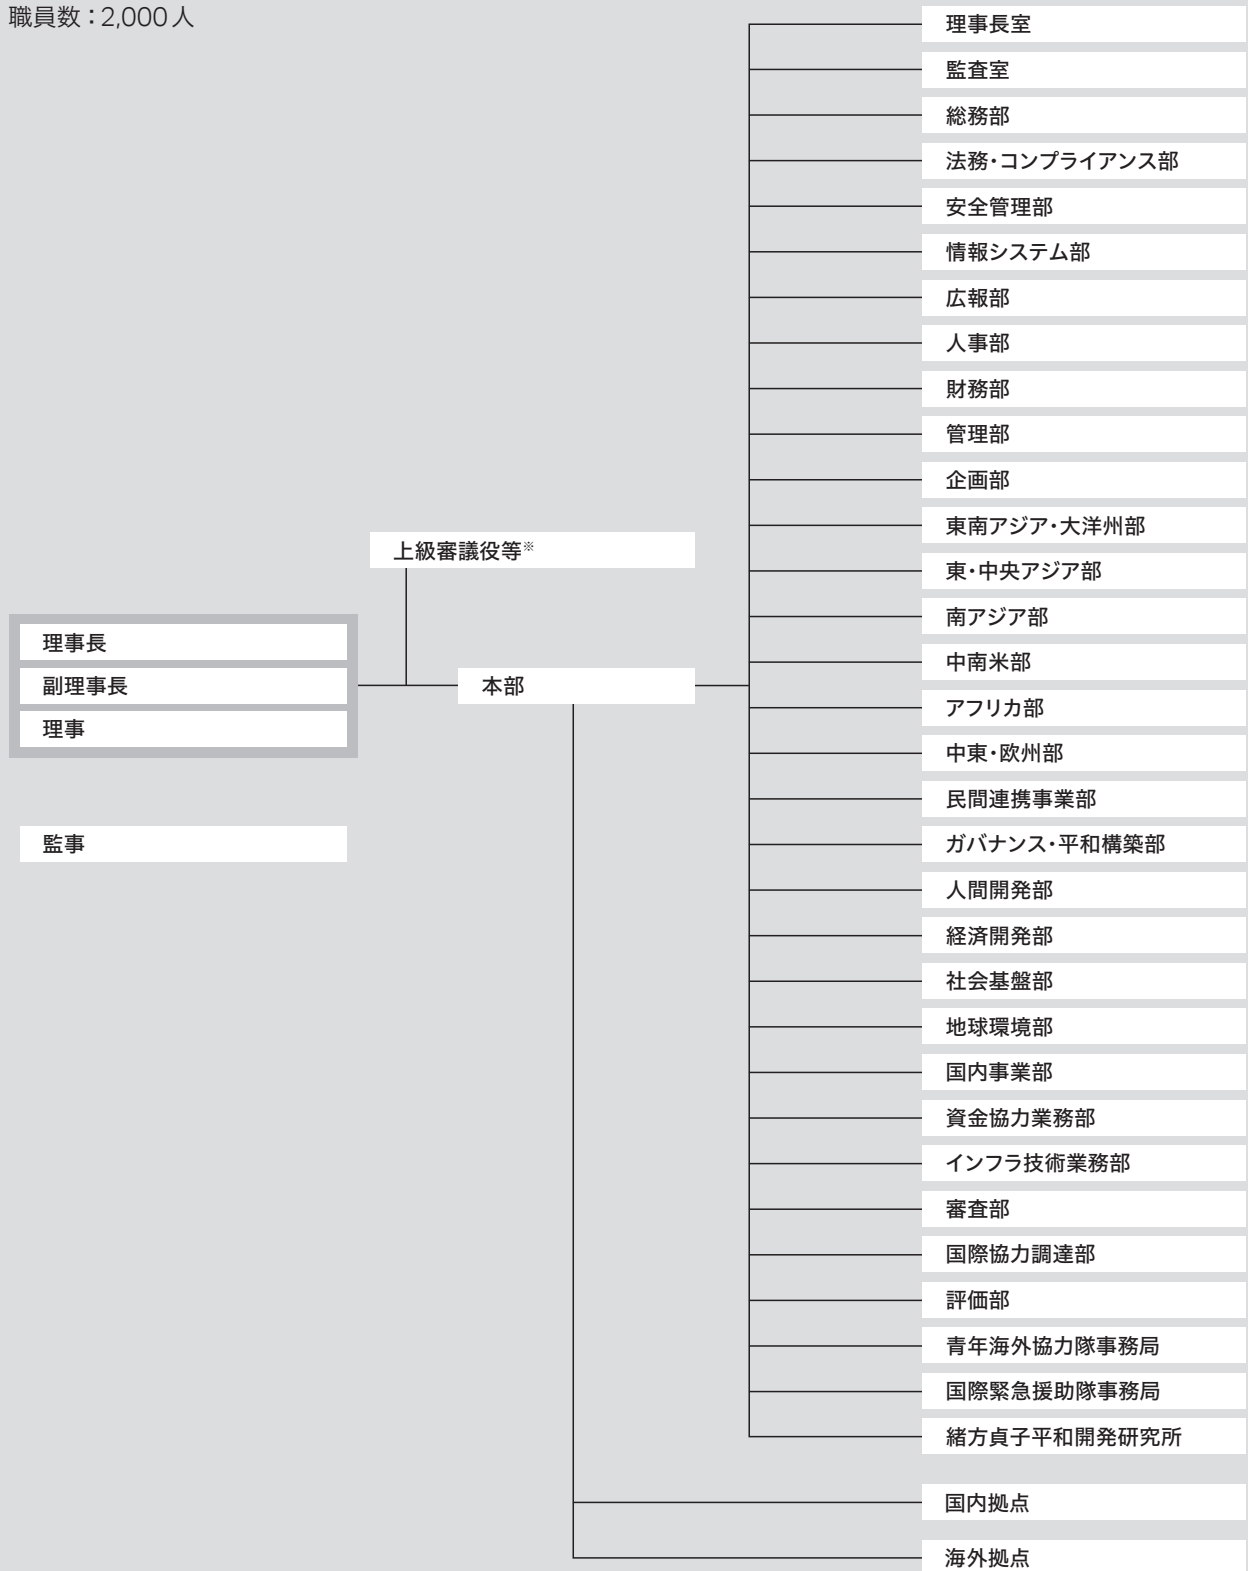 職員数：2,000人
上級審議役等※
理事長
副理事長
理事
監事
本部
理事長室
監査室
総務部
法務・コンプライアンス部
安全管理部
情報システム部
広報部
人事部
財務部
管理部
企画部
東南アジア・大洋州部
東・中央アジア部
南アジア部
中南米部
アフリカ部
中東・欧州部
民間連携事業部
ガバナンス・平和構築部
人間開発部
経済開発部
社会基盤部
地球環境部
国内事業部
資金協力業務部
インフラ技術業務部
審査部
国際協力調達部
評価部
青年海外協力隊事務局
国際緊急援助隊事務局
緒方貞子平和開発研究所
国内拠点
海外拠点